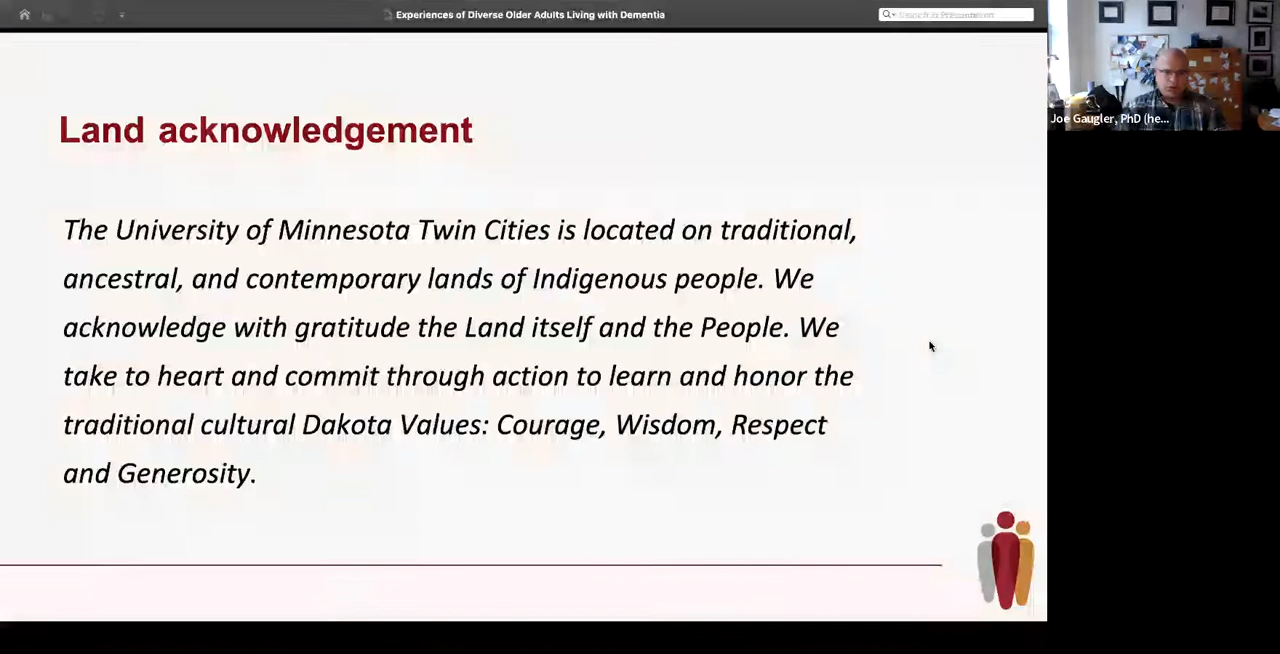 Experiences of Diverse Older Adults Living with Dementia
Joe Gaugler, PhD (he...
Land acknowledgement
The University of Minnesota Twin Cities is located on traditional,
ancestral, and contemporary lands of Indigenous people. We
acknowledge with gratitude the Land itself and the People. We
take to heart and commit through action to learn and honor the
traditional cultural Dakota Values: Courage, Wisdom, Respect
and Generosity.